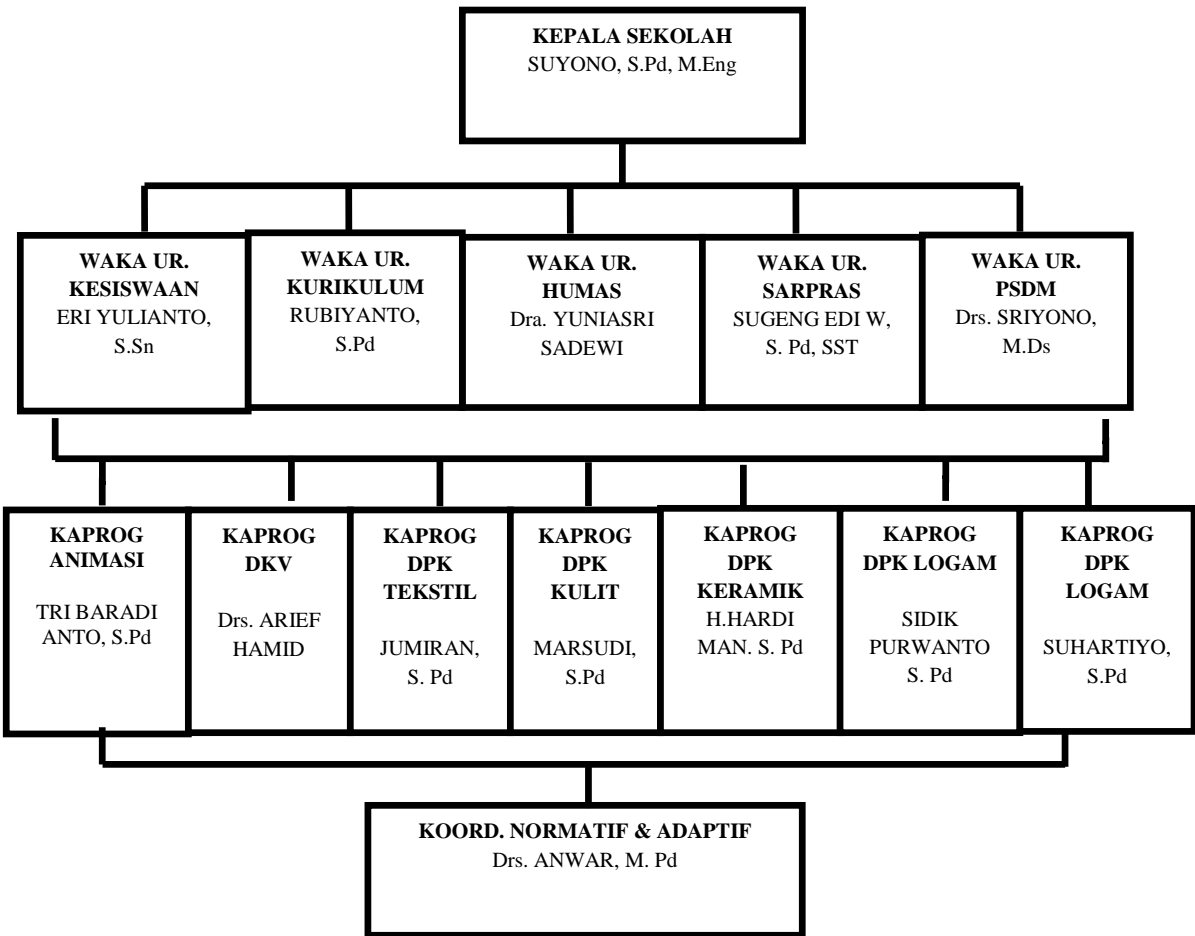 KEPALA SEKOLAH
SUYONO, S.Pd, M.Eng
WAKA UR.
KESISWAAN
ERI YULIANTO,
S.Sn
WAKA UR.
KURIKULUM
RUBIYANTO,
S.Pd
WAKA UR.
HUMAS
Dra. YUNIASRI
SADEWI
WAKA UR.
SARPRAS
SUGENG EDI W,
S. Pd, SST
WAKA UR.
PSDM
Drs. SRIYONO,
M.Ds
KAPROG
ANIMASI
TRI BARADI
ANTO, S.Pd
KAPROG
DKV
Drs. ARIEF
HAMID
KAPROG
DPK
TEKSTIL
JUMIRAN,
S. Pd
KAPROG
DPK
KULIT
MARSUDI,
S.Pd
KAPROG
DPK
KERAMIK
H.HARDI
MAN. S. Pd
KAPROG
DPK LOGAM
SIDIK
PURWANTO
S. Pd
KAPROG
DPK
LOGAM
SUHARTIYO,
S.Pd
KOORD. NORMATIF & ADAPTIF
Drs. ANWAR, M. Pd